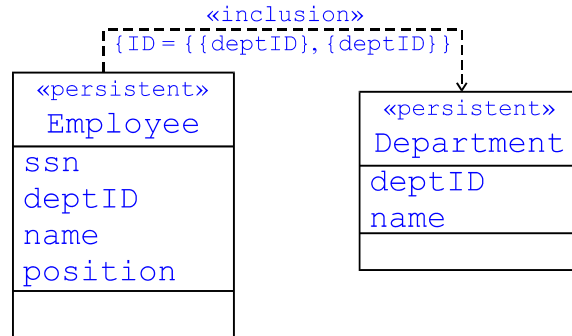 «inclusion»
{ID = {{deptID}, {deptID}}
«persistent»
Employee
ssn
deptID
name
position
«persistent»
Department
deptID
name